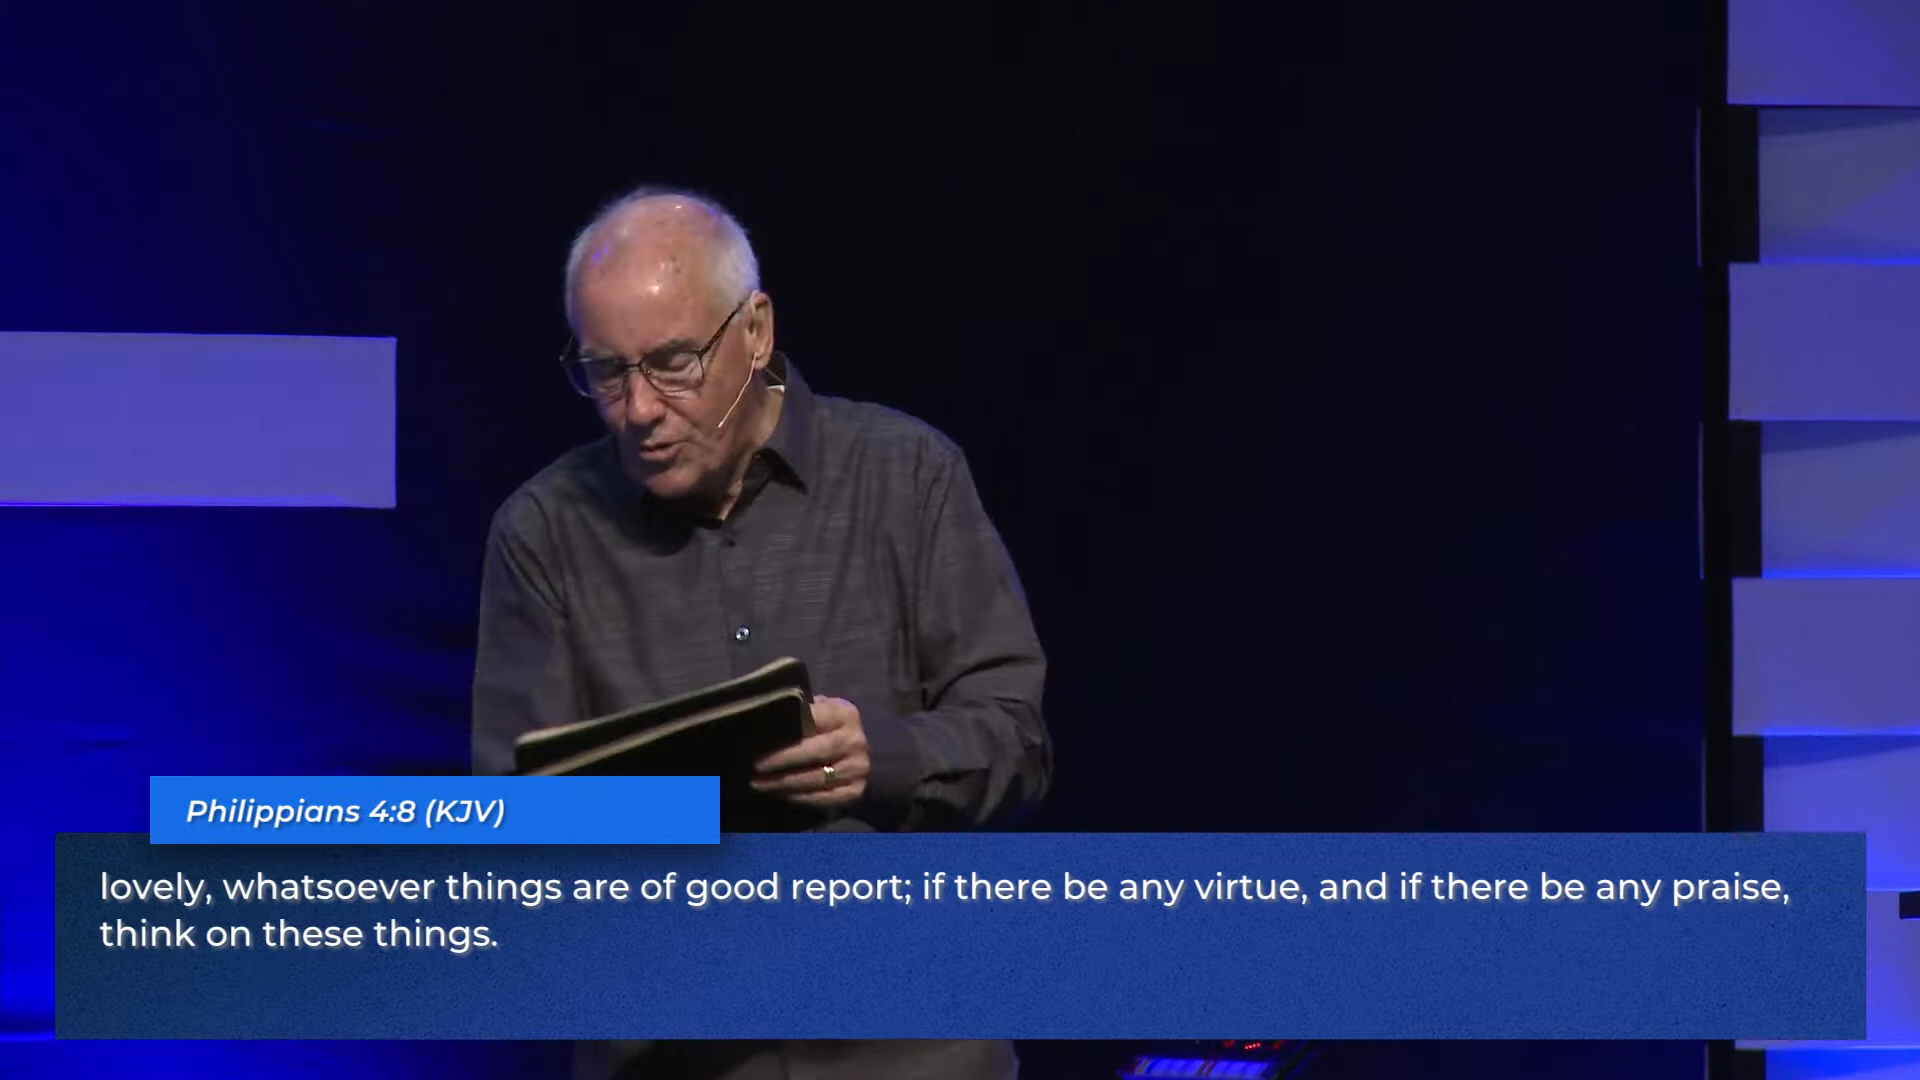 Philippians 4:8 (KJV)
lovely, whatsoever things are of good report; if there be any virtue, and if there be any praise,
think on these things.